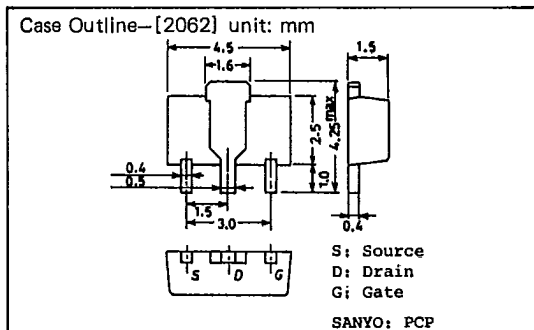 Case Outline—[2062] unit: mm
4.5
1.6
1.5
2.5
4.25max
0.4
0.5
1.0
1.5
3.0
0.4
S D G
S: Source
D: Drain
G: Gate
SANYO: PCP